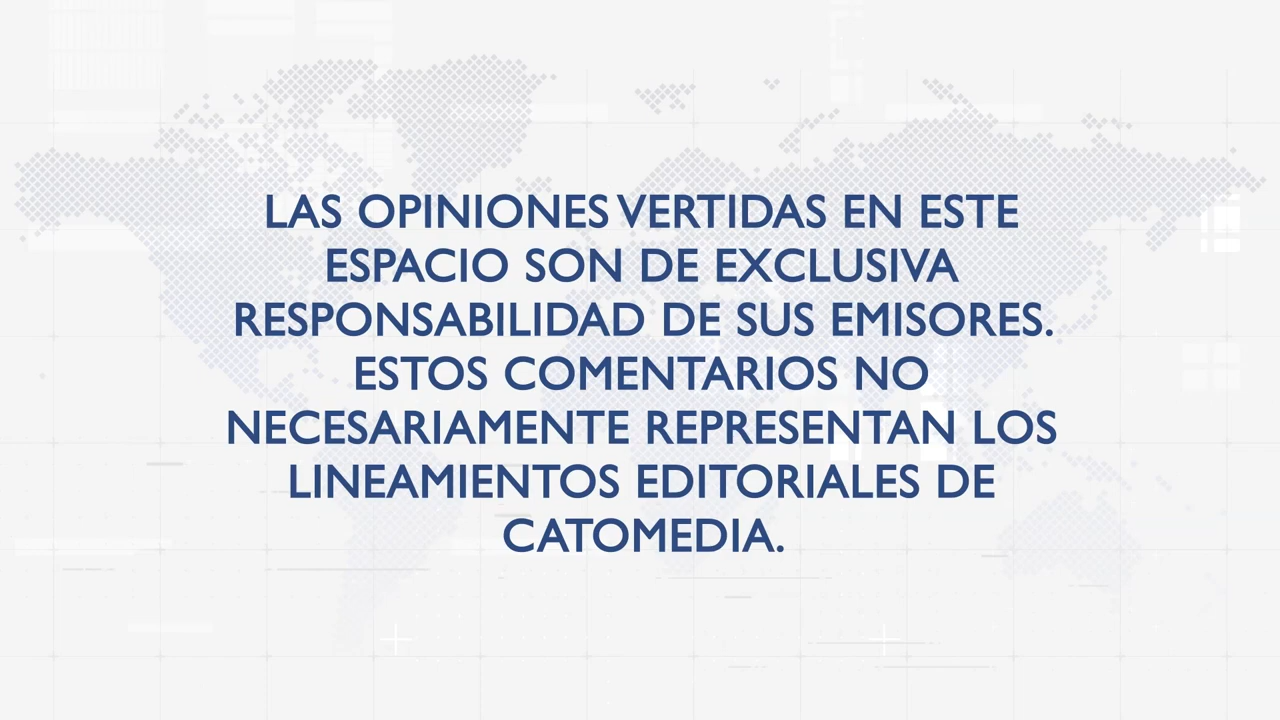 LAS OPINIONES VERTIDAS EN ESTE
ESPACIO SON DE EXCLUSIVA
RESPONSABILIDAD DE SUS EMISORES.
ESTOS COMENTARIOS NO
NECESARIAMENTE REPRESENTAN LOS
LINEAMIENTOS EDITORIALES DE
CATOMEDIA.